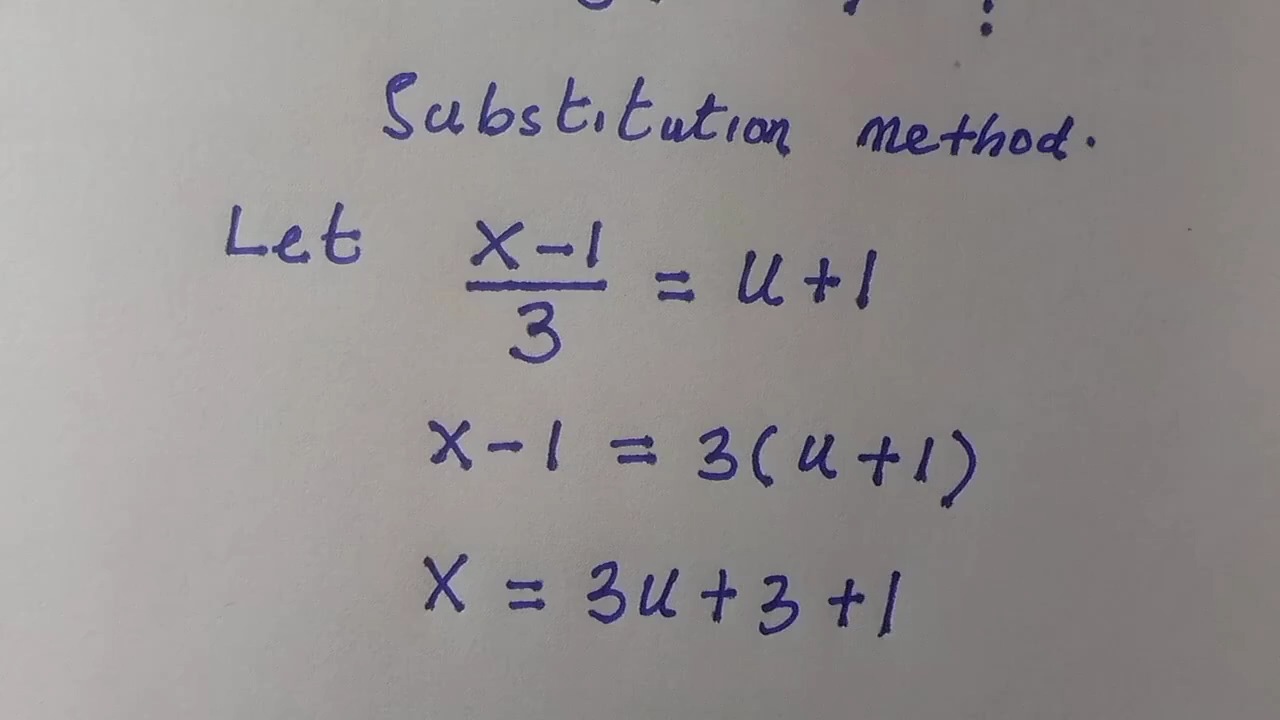 Substitution method.
Let x-1/3 = u+1
x-1 = 3(u+1)
x = 3u+3+1